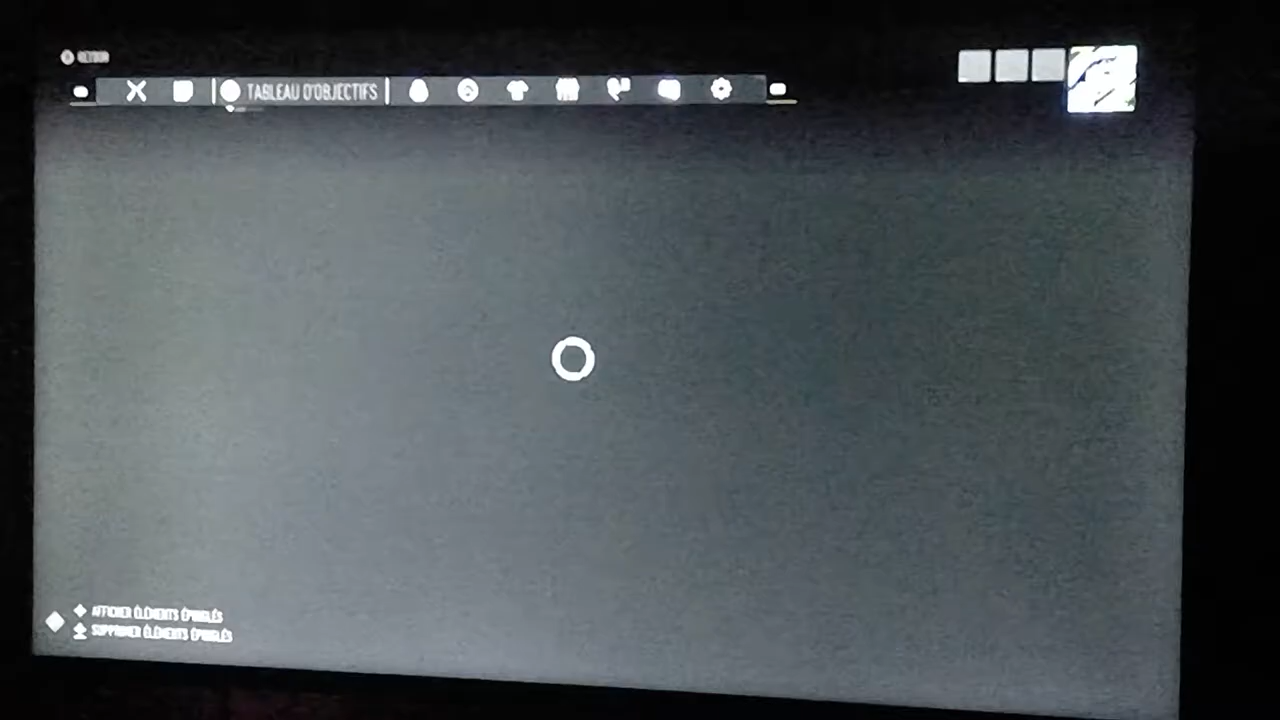 TABLEAU D'OBJECTIFS
AFFICHER ÉLÉMENTS ÉPINGLÉS
SUPPRIMER ÉLÉMENTS ÉPINGLÉS